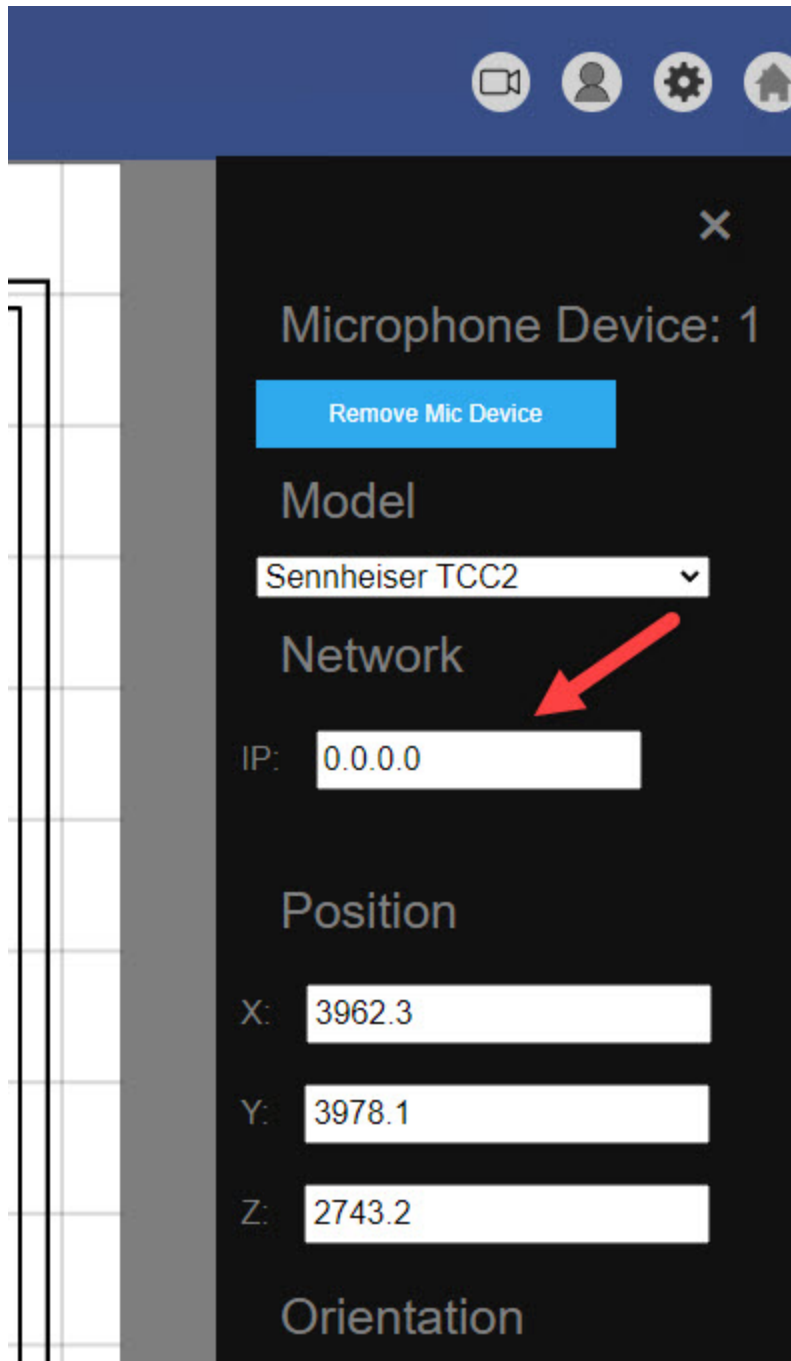 Microphone Device: 1
Remove Mic Device
Model
Sennheiser TCC2
Network
IP: 0.0.0.0
Position
X: 3962.3
Y: 3978.1
Z: 2743.2
Orientation